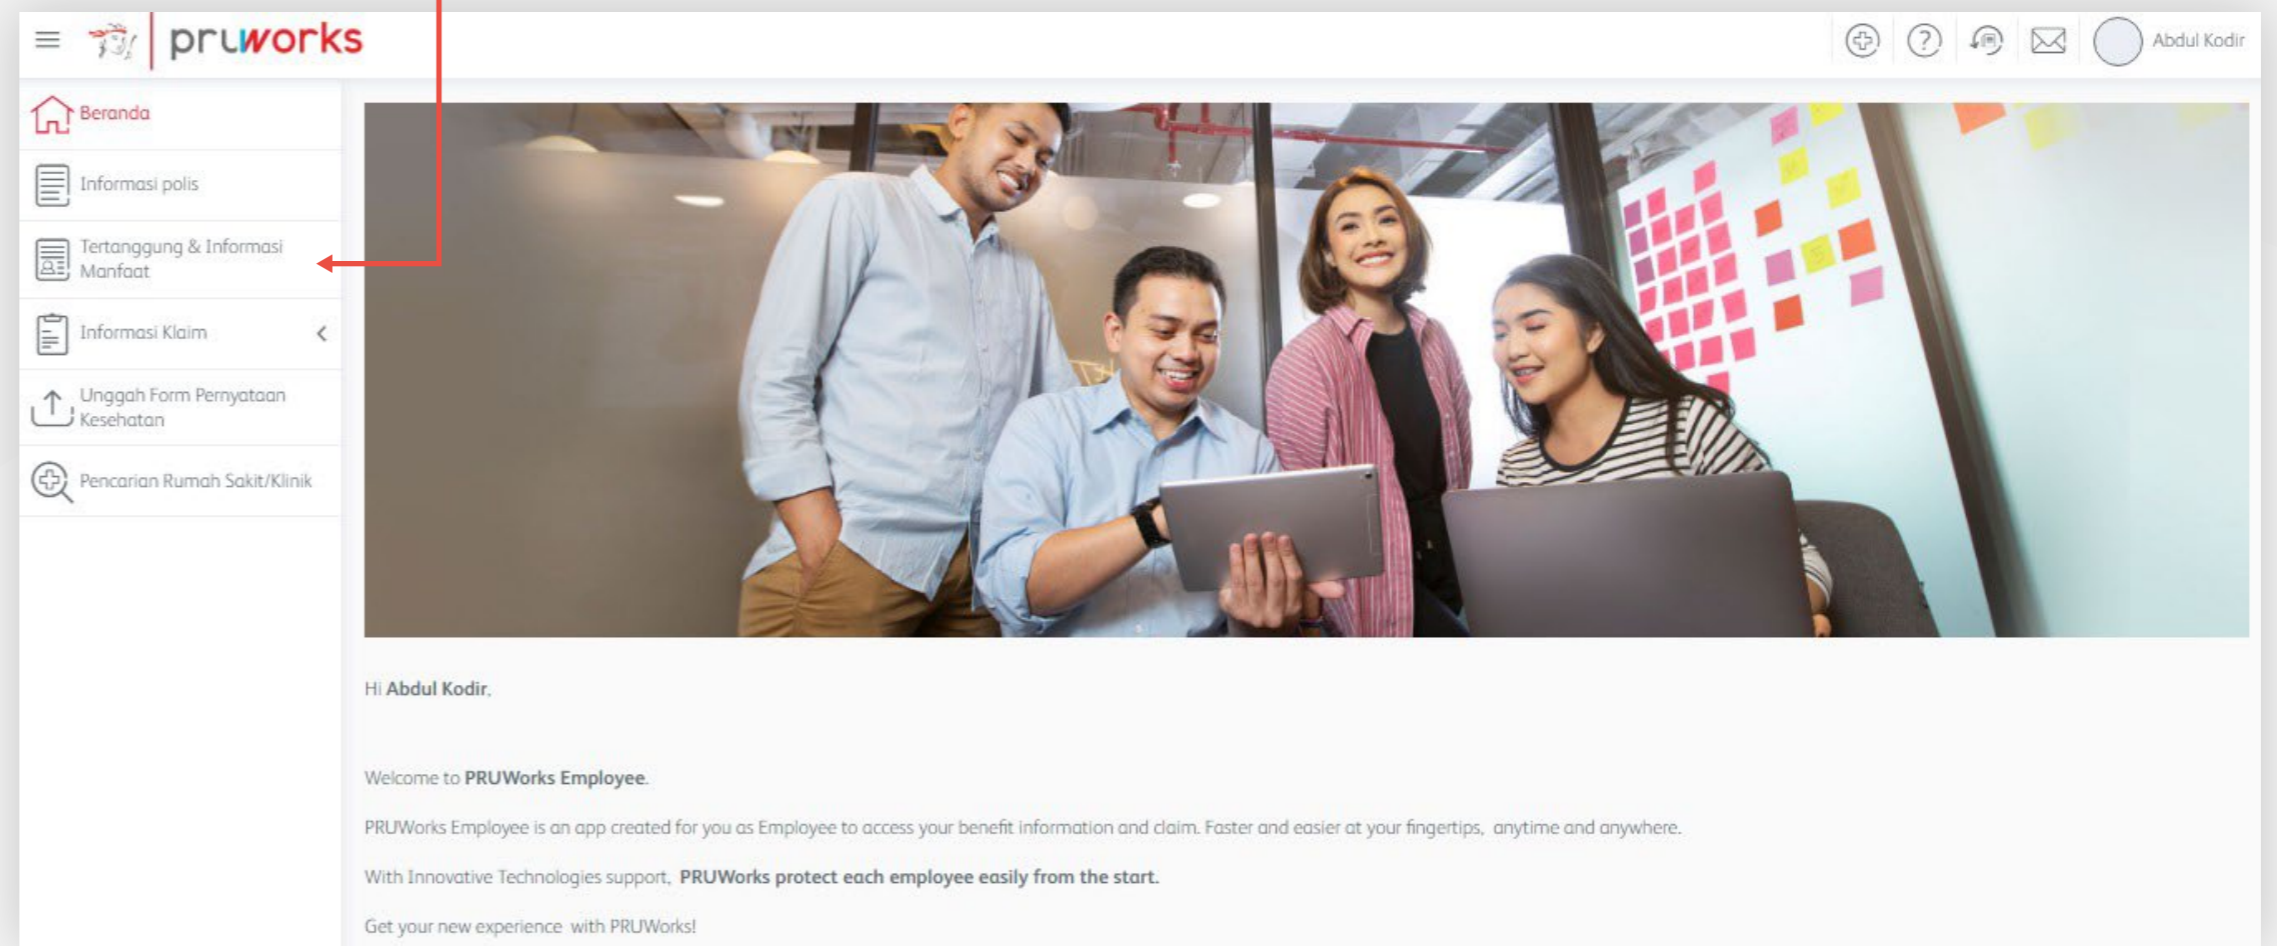 pruworks
Abdul Kodir
Beranda
Informasi polis
Tertanggung & Informasi
Manfaat
Informasi Klaim
Unggah Form Pernyataan
Kesehatan
Pencarian Rumah Sakit/Klinik
Hi Abdul Kodir,
Welcome to PRUWorks Employee.
PRUWorks Employee is an app created for you as Employee to access your benefit information and claim. Faster and easier at your fingertips, anytime and anywhere.
With Innovative Technologies support, PRUWorks protect each employee easily from the start.
Get your new experience with PRUWorks!